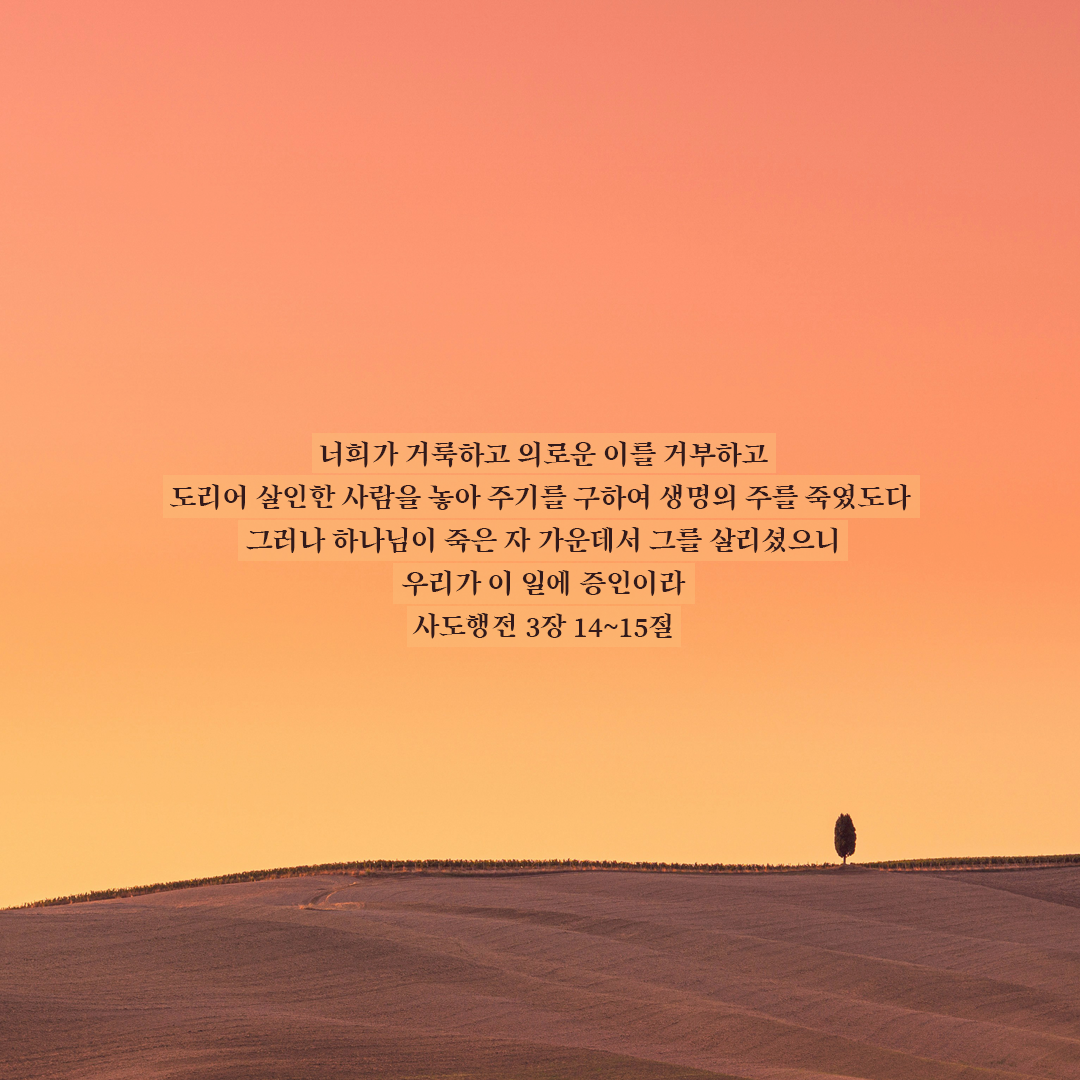 너희가 거룩하고 의로운 이를 거부하고
도리어 살인한 사람을 놓아 주기를 구하여 생명의 주를 죽였도다
그러나 하나님이 죽은 자 가운데서 그를 살리셨으니
우리가 이 일에 증인이라
사도행전 3장 14~15절